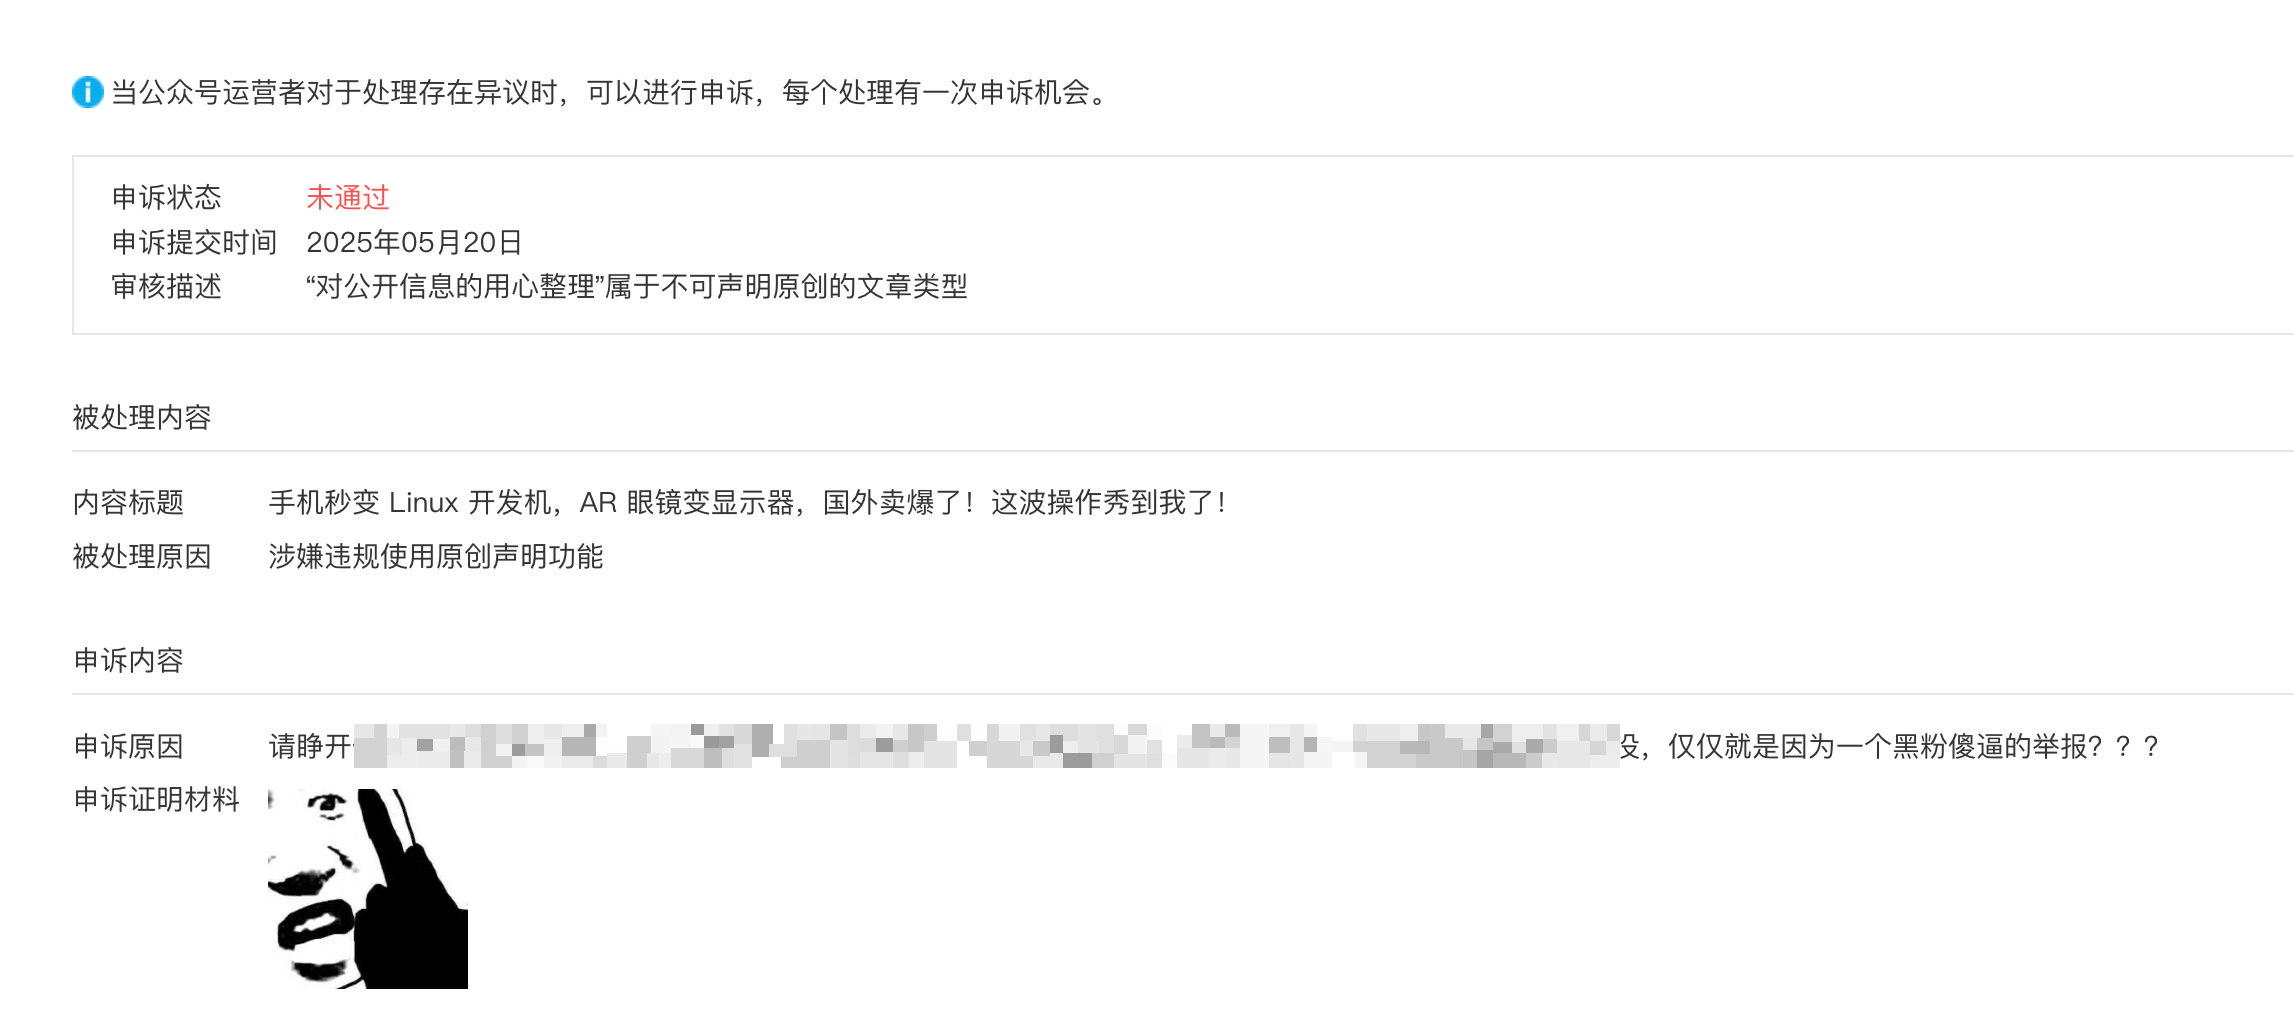 当公众号运营者对于处理存在异议时，可以进行申诉，每个处理有一次申诉机会。
申诉状态 未通过
申诉提交时间 2025年05月20日
审核描述 “对公开信息的用心整理”属于不可声明原创的文章类型
被处理内容
内容标题 手机秒变 Linux 开发机，AR 眼镜变显示器，国外卖爆了！这波操作秀到我了！
被处理原因 涉嫌违规使用原创声明功能
申诉内容
申诉原因 请睁开 没，仅仅就是因为一个黑粉傻逼的举报？？？
申诉证明材料